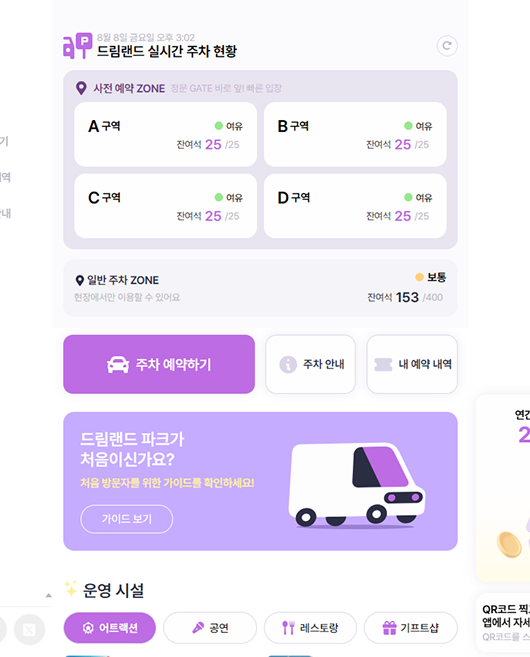 8월 8일 금요일 오후 3:02
드림랜드 실시간 주차 현황
사전 예약 ZONE 정문 GATE 바로 앞! 빠른 입장
A 구역 여유
잔여석 25 /25
B 구역 여유
잔여석 25 /25
C 구역 여유
잔여석 25 /25
D 구역 여유
잔여석 25 /25
일반 주차 ZONE 보통
현장에서만 이용할 수 있어요 잔여석 153 /400
주차 예약하기
주차 안내
내 예약 내역
드림랜드 파크가
처음이신가요?
처음 방문자를 위한 가이드를 확인하세요!
가이드 보기
운영 시설
어트랙션
공연
레스토랑
기프트샵
기
역
내
연간
2
QR코드 찍고
앱에서 자세
QR코드를 스